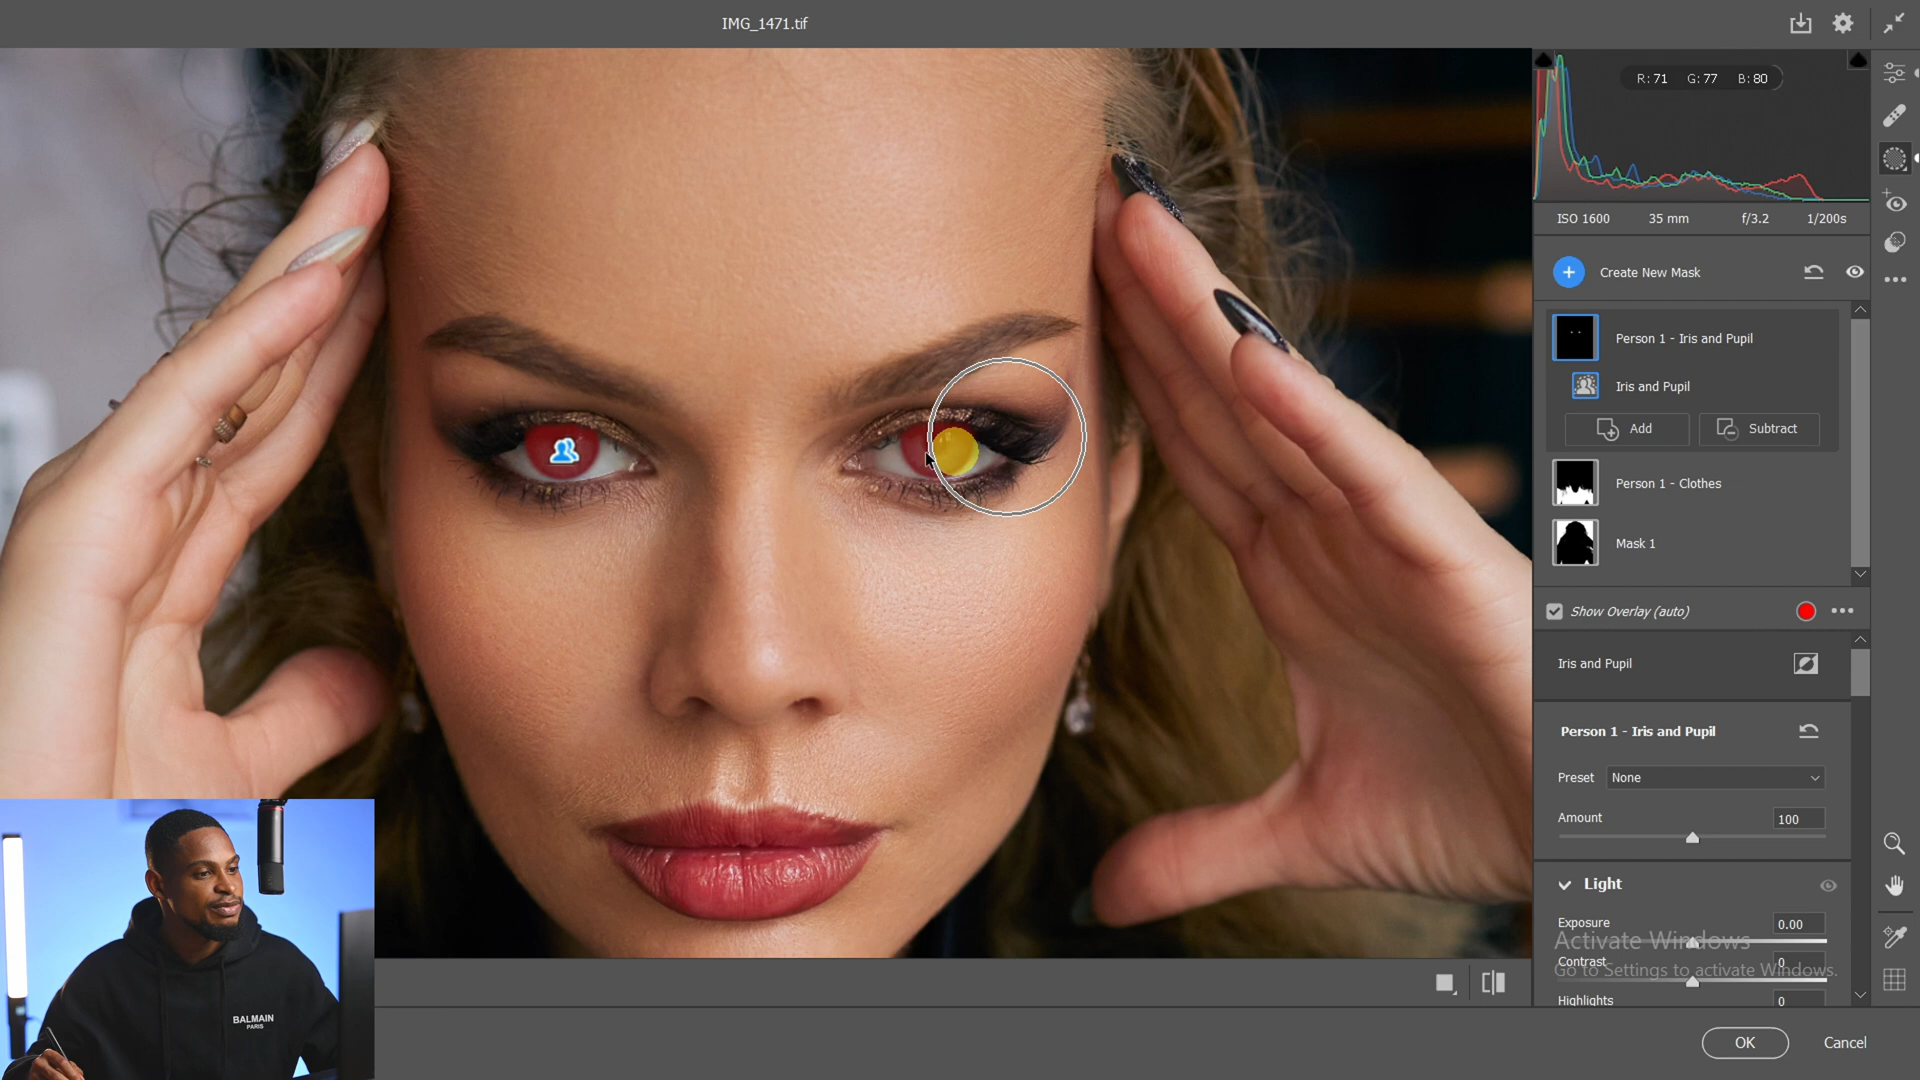 IMG_1471.tif
R: 71 G: 77 B: 80
ISO 1600 35 mm f/3.2 1/200s
Create New Mask
Person 1 - Iris and Pupil
Iris and Pupil
Add Subtract
Person 1 - Clothes
Mask 1
Show Overlay (auto)
Iris and Pupil
Person 1 - Iris and Pupil
Preset None
Amount 100
Light
Exposure 0.00
Activate Windows
Contrast 0
Go to Settings to activate Windows.
Highlights 0
BALMAIN
PARIS
OK Cancel